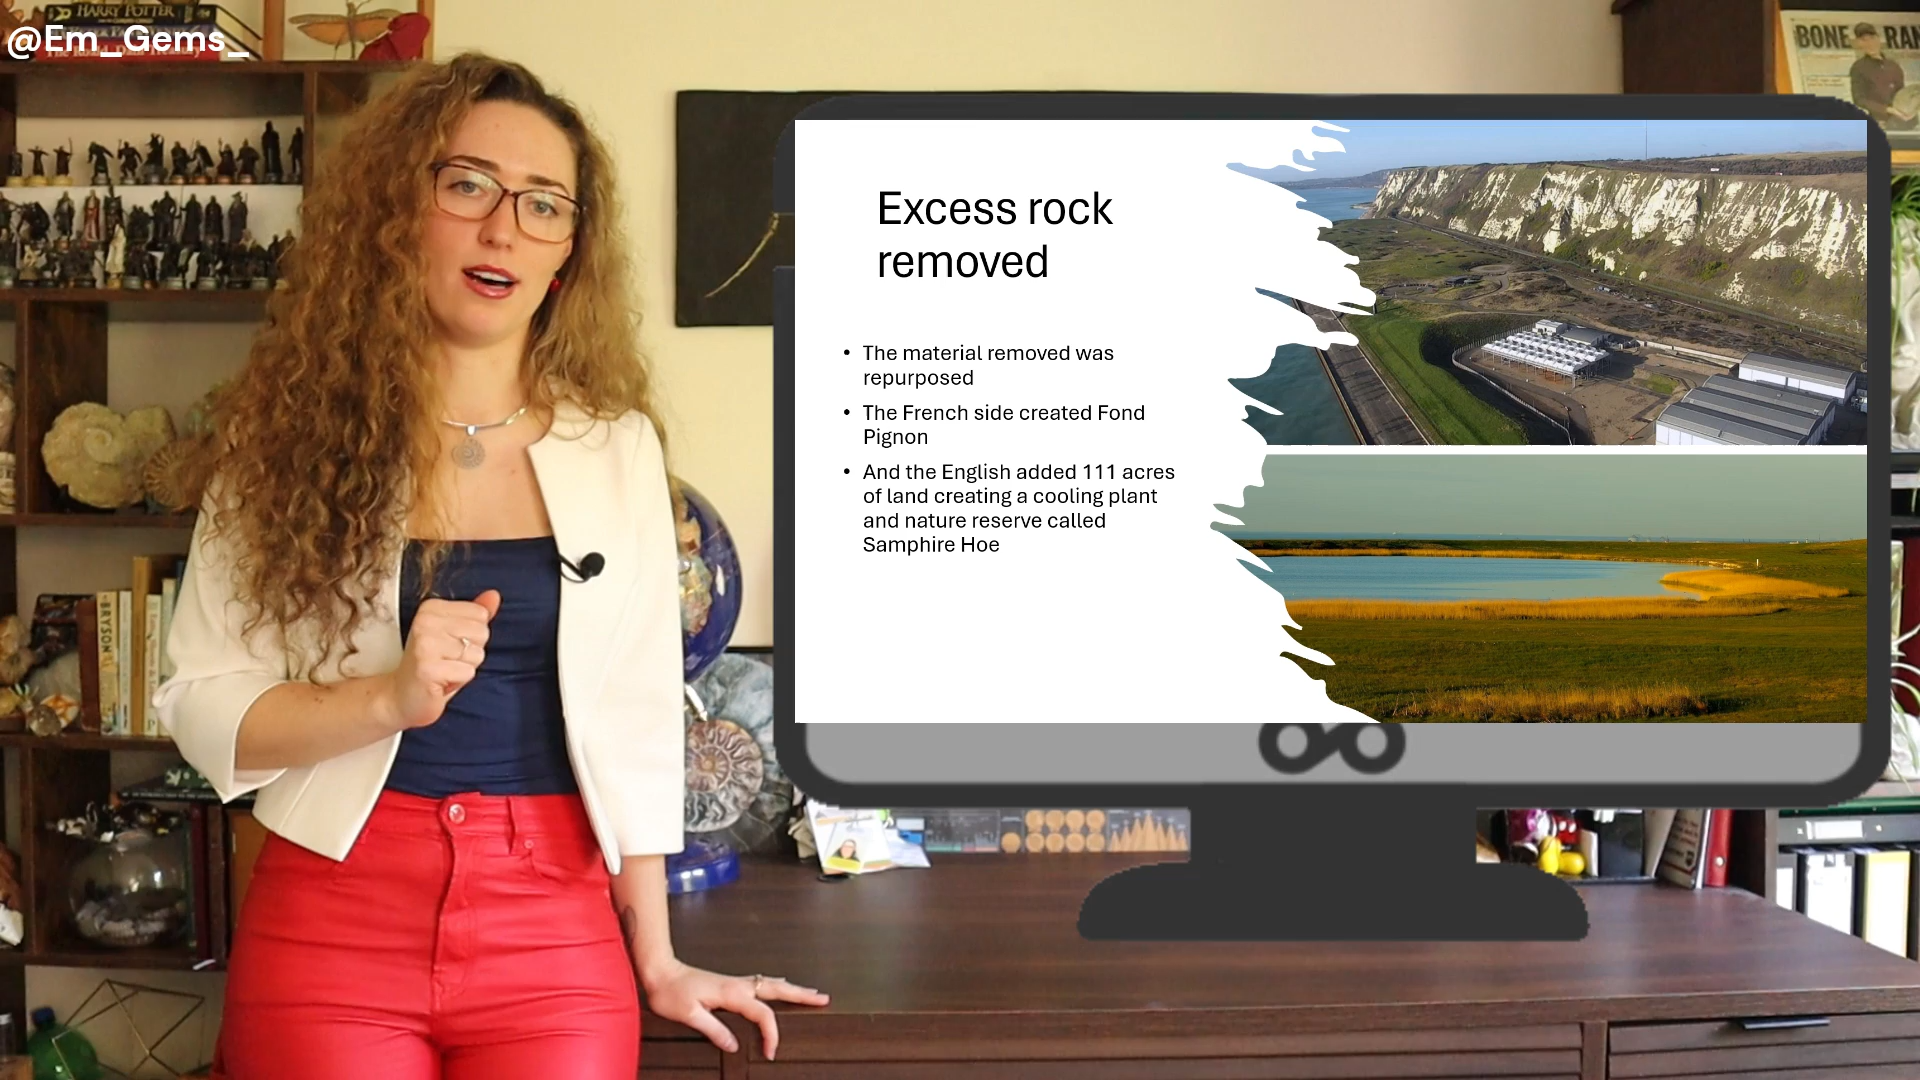 @Em_Gems_
HARRY POTTER
BONE RAN
Excess rock
removed
• The material removed was
repurposed
• The French side created Fond
Pignon
• And the English added 111 acres
of land creating a cooling plant
and nature reserve called
Samphire Hoe
BRYSON